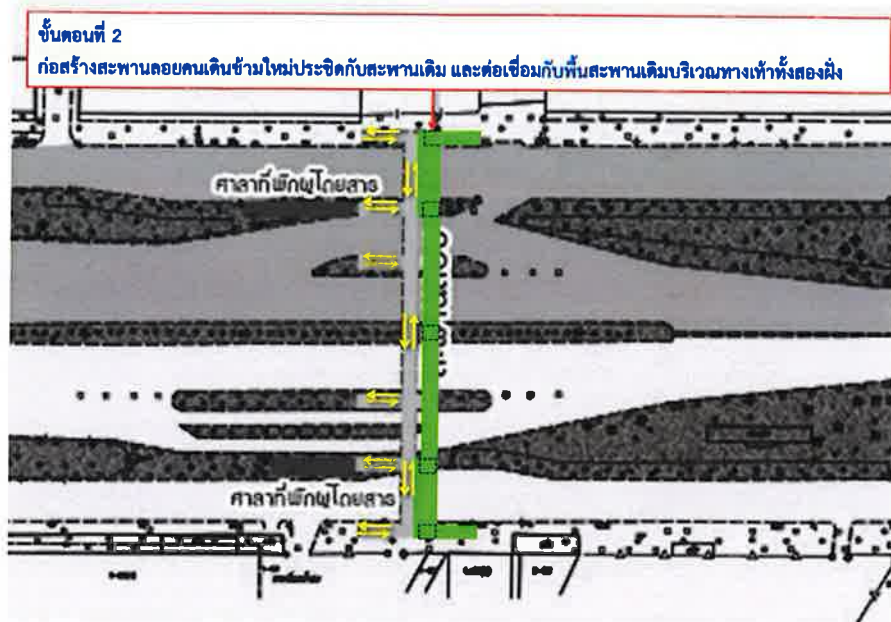 ขั้นตอนที่ 2
ก่อสร้างสะพานลอยคนเดินข้ามใหม่ประชิดกับสะพานเดิม และต่อเชื่อมกับพื้นสะพานเดิมบริเวณทางเท้าทั้งสองฝั่ง
ศาลาที่พักผู้โดยสาร
ศาลาที่พักผู้โดยสาร